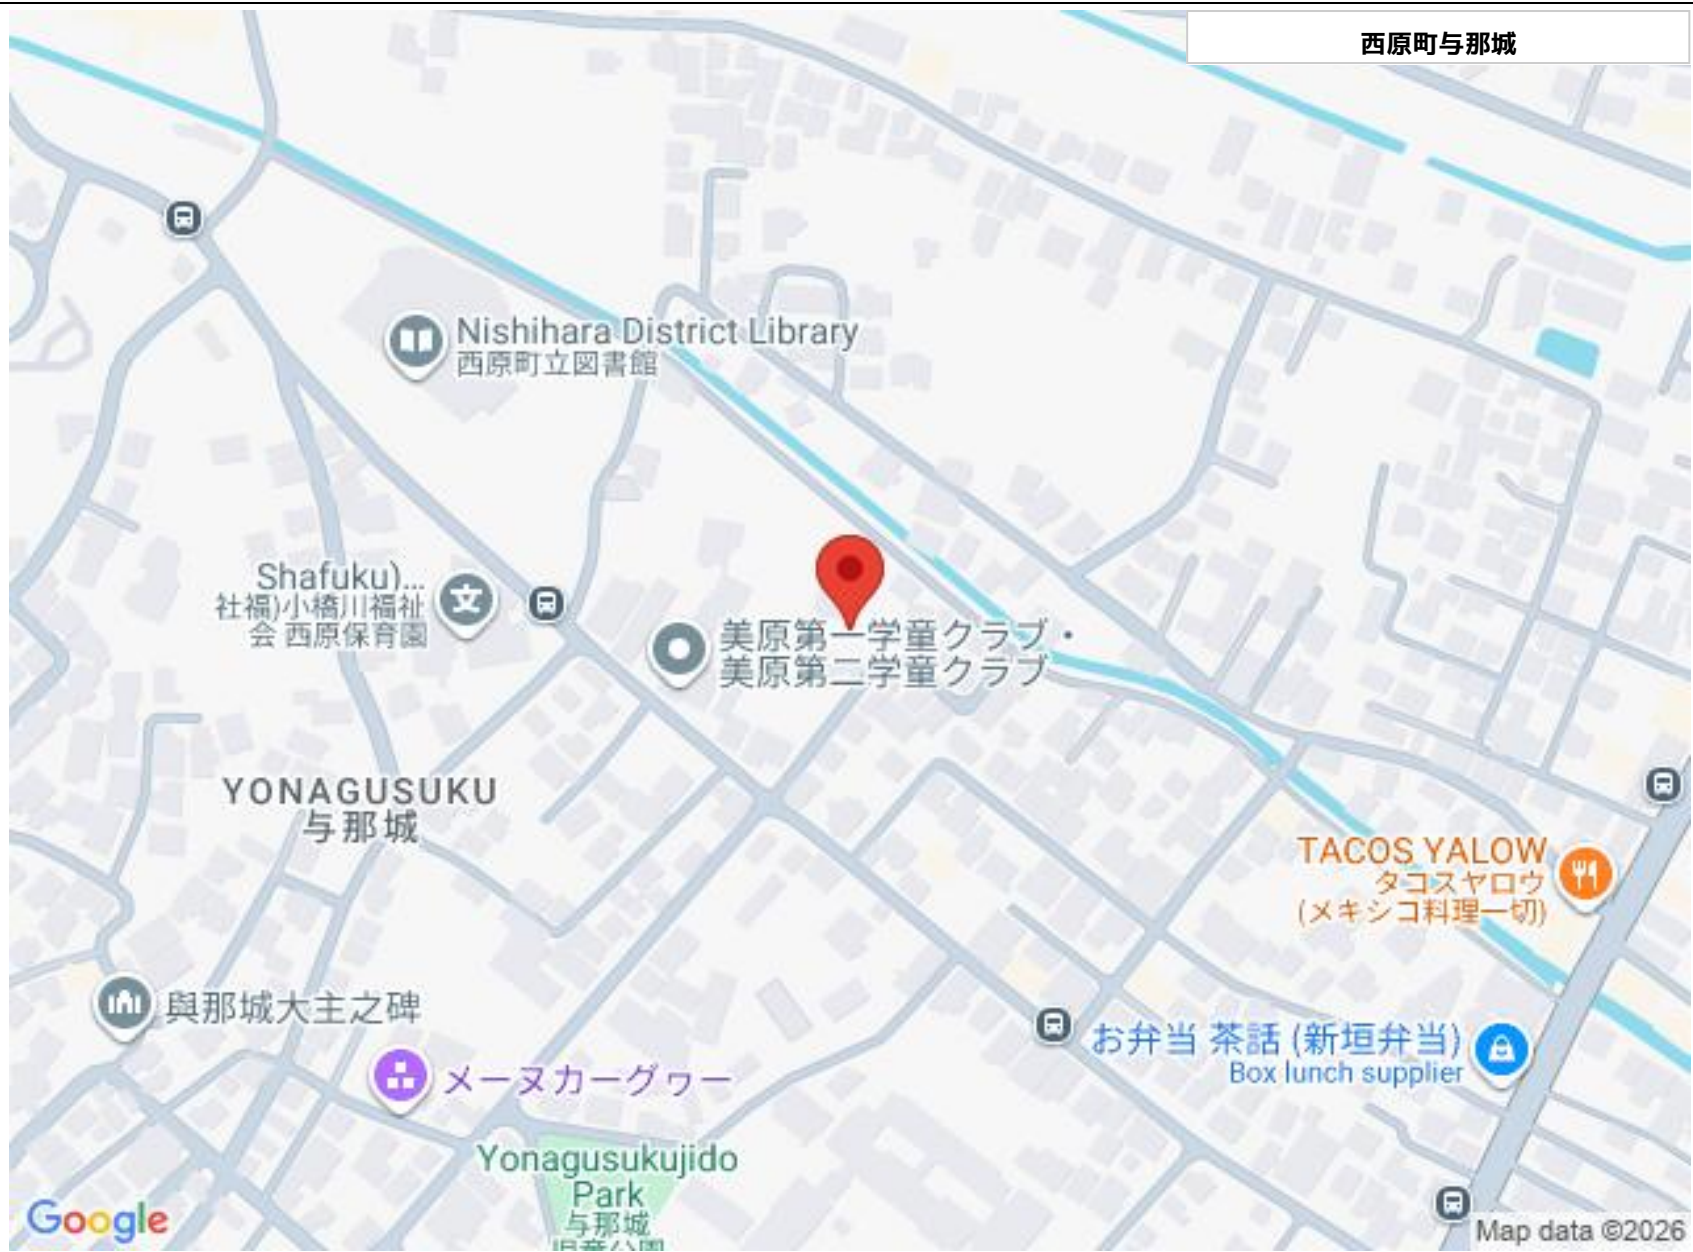 西原町与那城
Nishihara District Library
西原町立図書館
Shafuku)...
社福)小橋川福祉
会 西原保育園
美原第一学童クラブ・
美原第二学童クラブ
YONAGUSUKU
与那城
TACOS YALOW
タコスヤロウ
(メキシコ料理一切)
與那城大主之碑
お弁当 茶話 (新垣弁当)
Box lunch supplier
メーヌカーグヮー
Yonagusukujido
Park
与那城
児童公園
Google
Map data ©2026